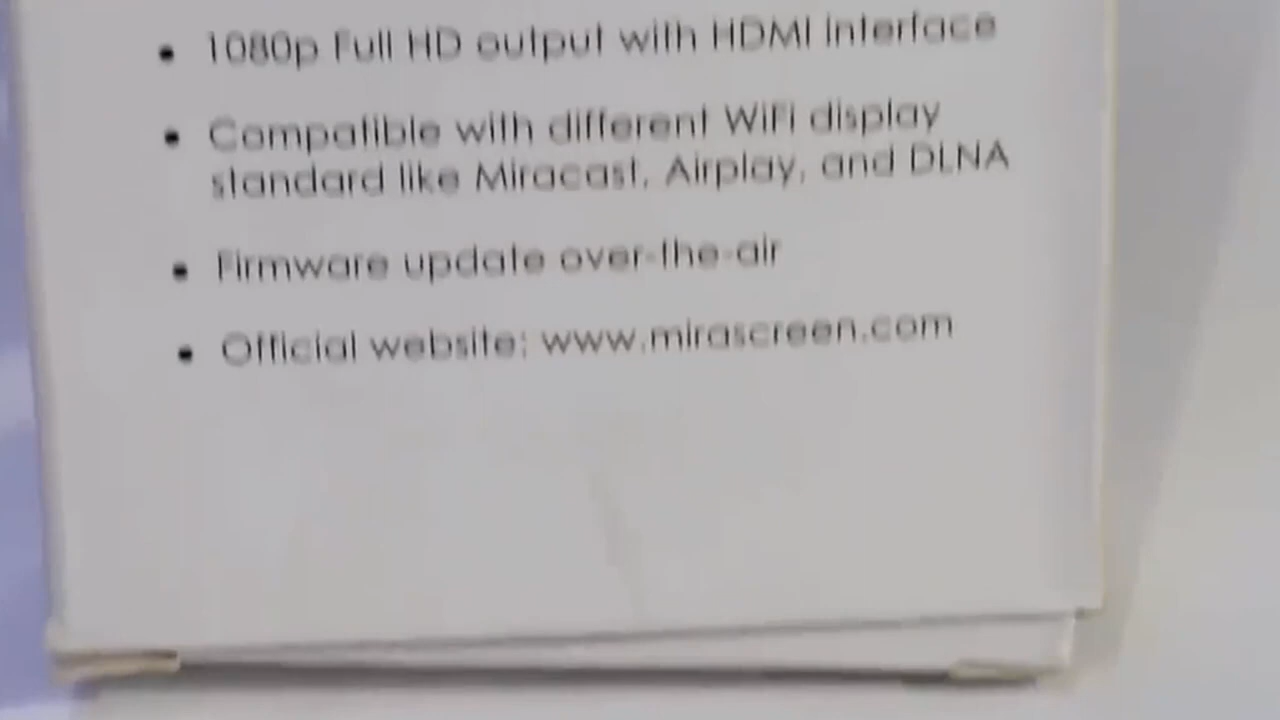 • 1080p Full HD output with HDMI interface
• Compatible with different WiFi display
standard like Miracast, Airplay, and DLNA
• Firmware update over-the-air
• Official website: www.mirascreen.com